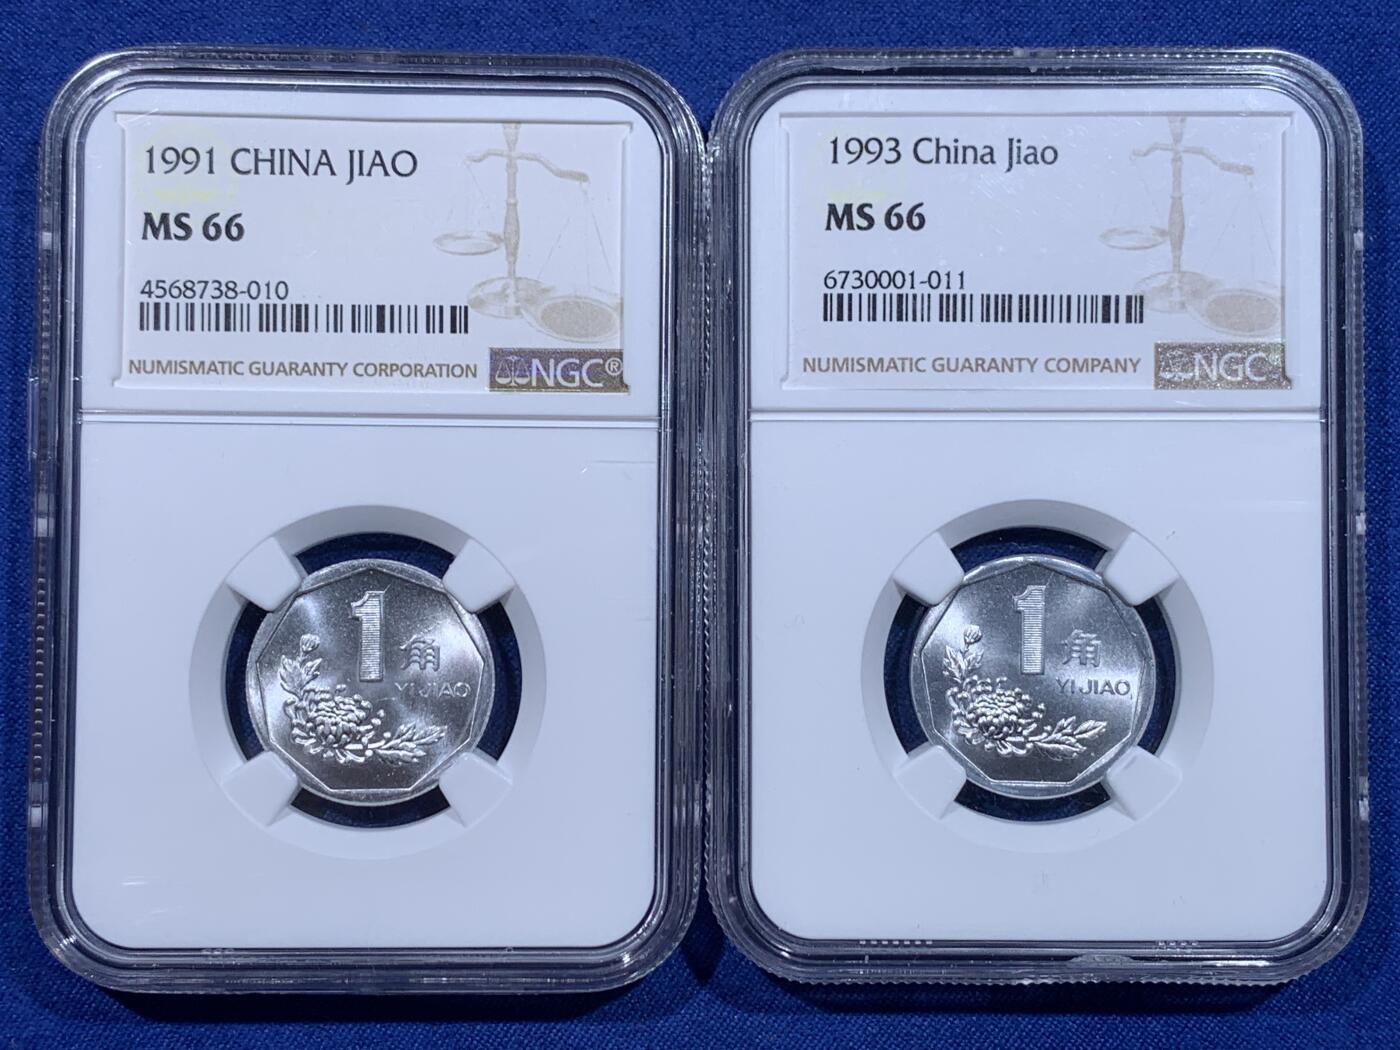 1991 CHINA JIAO
MS 66
4568738-010
NUMISMATIC GUARANTY CORPORATION NGC®
1
角
YI JIAO
1993 China Jiao
MS 66
6730001-011
NUMISMATIC GUARANTY COMPANY NGC
1
角
YI JIAO